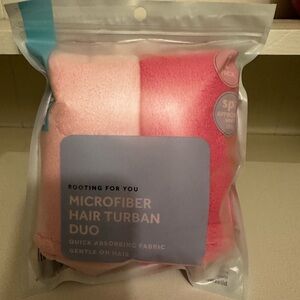 ROOTING FOR YOU
MICROFIBER
HAIR TURBAN
DUO
QUICK ABSORBING FABRIC
GENTLE ON HAIR